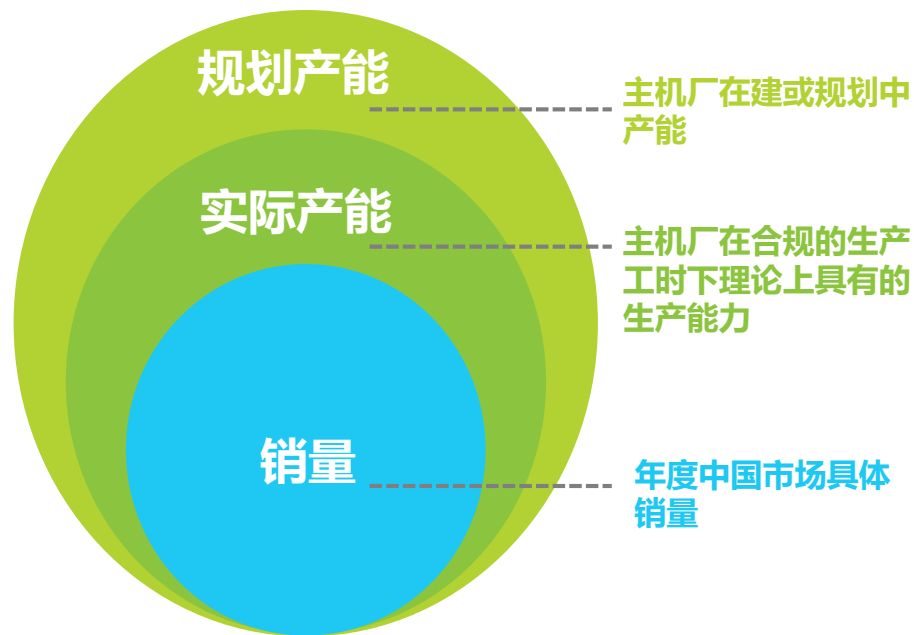 规划产能
主机厂在建或规划中
产能
实际产能
主机厂在合规的生产
工时下理论上具有的
生产能力
销量
年度中国市场具体
销量